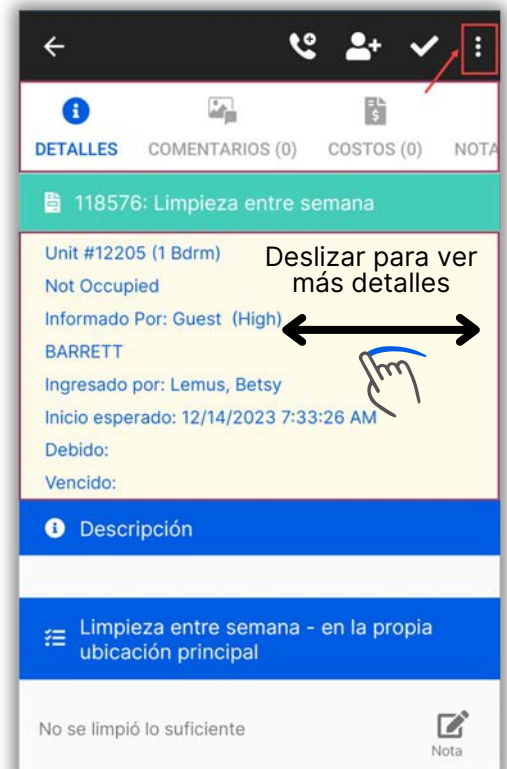 DETALLES COMENTARIOS (0) COSTOS (0) NOTA
118576: Limpieza entre semana
Unit #12205 (1 Bdrm)
Not Occupied
Informado Por: Guest (High)
BARRETT
Ingresado por: Lemus, Betsy
Inicio esperado: 12/14/2023 7:33:26 AM
Debido:
Vencido:
Deslizar para ver
más detalles
Descripción
Limpieza entre semana - en la propia
ubicación principal
No se limpió lo suficiente
Nota